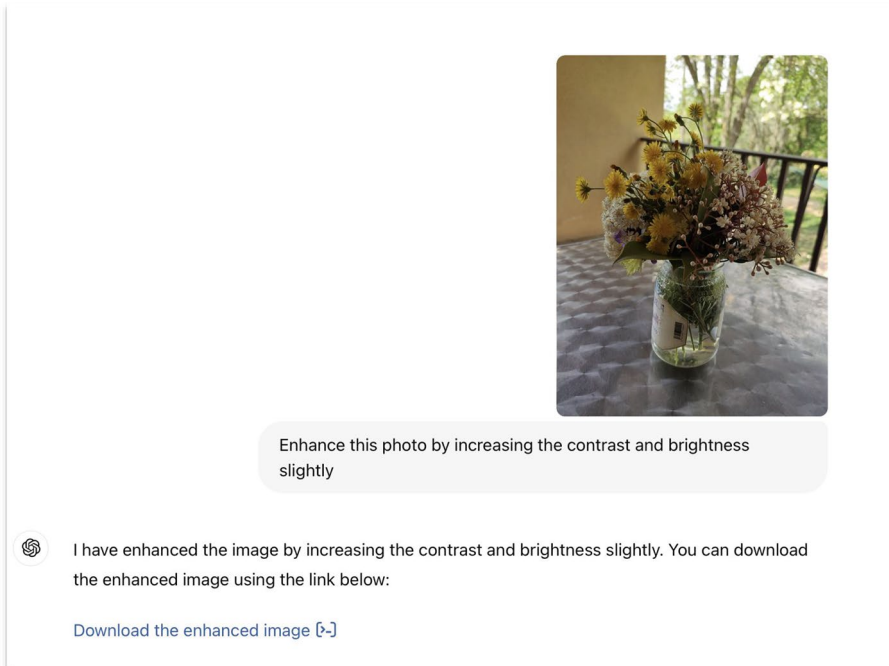 Enhance this photo by increasing the contrast and brightness
slightly
I have enhanced the image by increasing the contrast and brightness slightly. You can download
the enhanced image using the link below:
Download the enhanced image [>-]